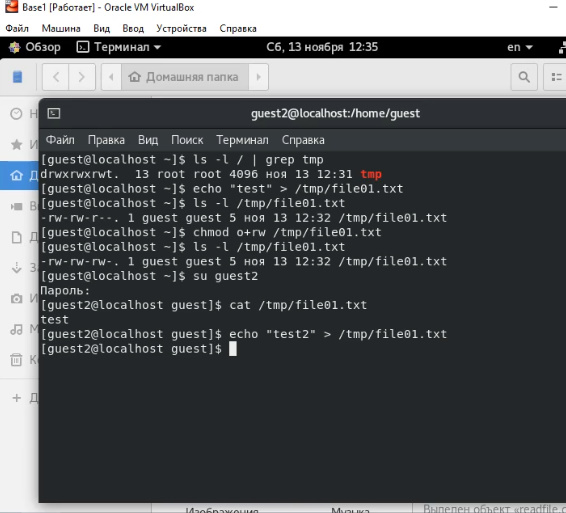 Base1 [Работает] - Oracle VM VirtualBox
Файл Машина Вид Ввод Устройства Справка
Обзор Терминал Сб, 13 ноября 12:35 en
Домашняя папка
guest2@localhost:/home/guest
Файл Правка Вид Поиск Терминал Справка
[guest@localhost ~]$ ls -l / | grep tmp
drwxrwxrwt. 13 root root 4096 ноя 13 12:31 tmp
[guest@localhost ~]$ echo "test" > /tmp/file01.txt
[guest@localhost ~]$ ls -l /tmp/file01.txt
-rw-rw-r--. 1 guest guest 5 ноя 13 12:32 /tmp/file01.txt
[guest@localhost ~]$ chmod o+rw /tmp/file01.txt
[guest@localhost ~]$ ls -l /tmp/file01.txt
-rw-rw-rw-. 1 guest guest 5 ноя 13 12:32 /tmp/file01.txt
[guest@localhost ~]$ su guest2
Пароль:
[guest2@localhost guest]$ cat /tmp/file01.txt
test
[guest2@localhost guest]$ echo "test2" > /tmp/file01.txt
[guest2@localhost guest]$
Изображения Музыка